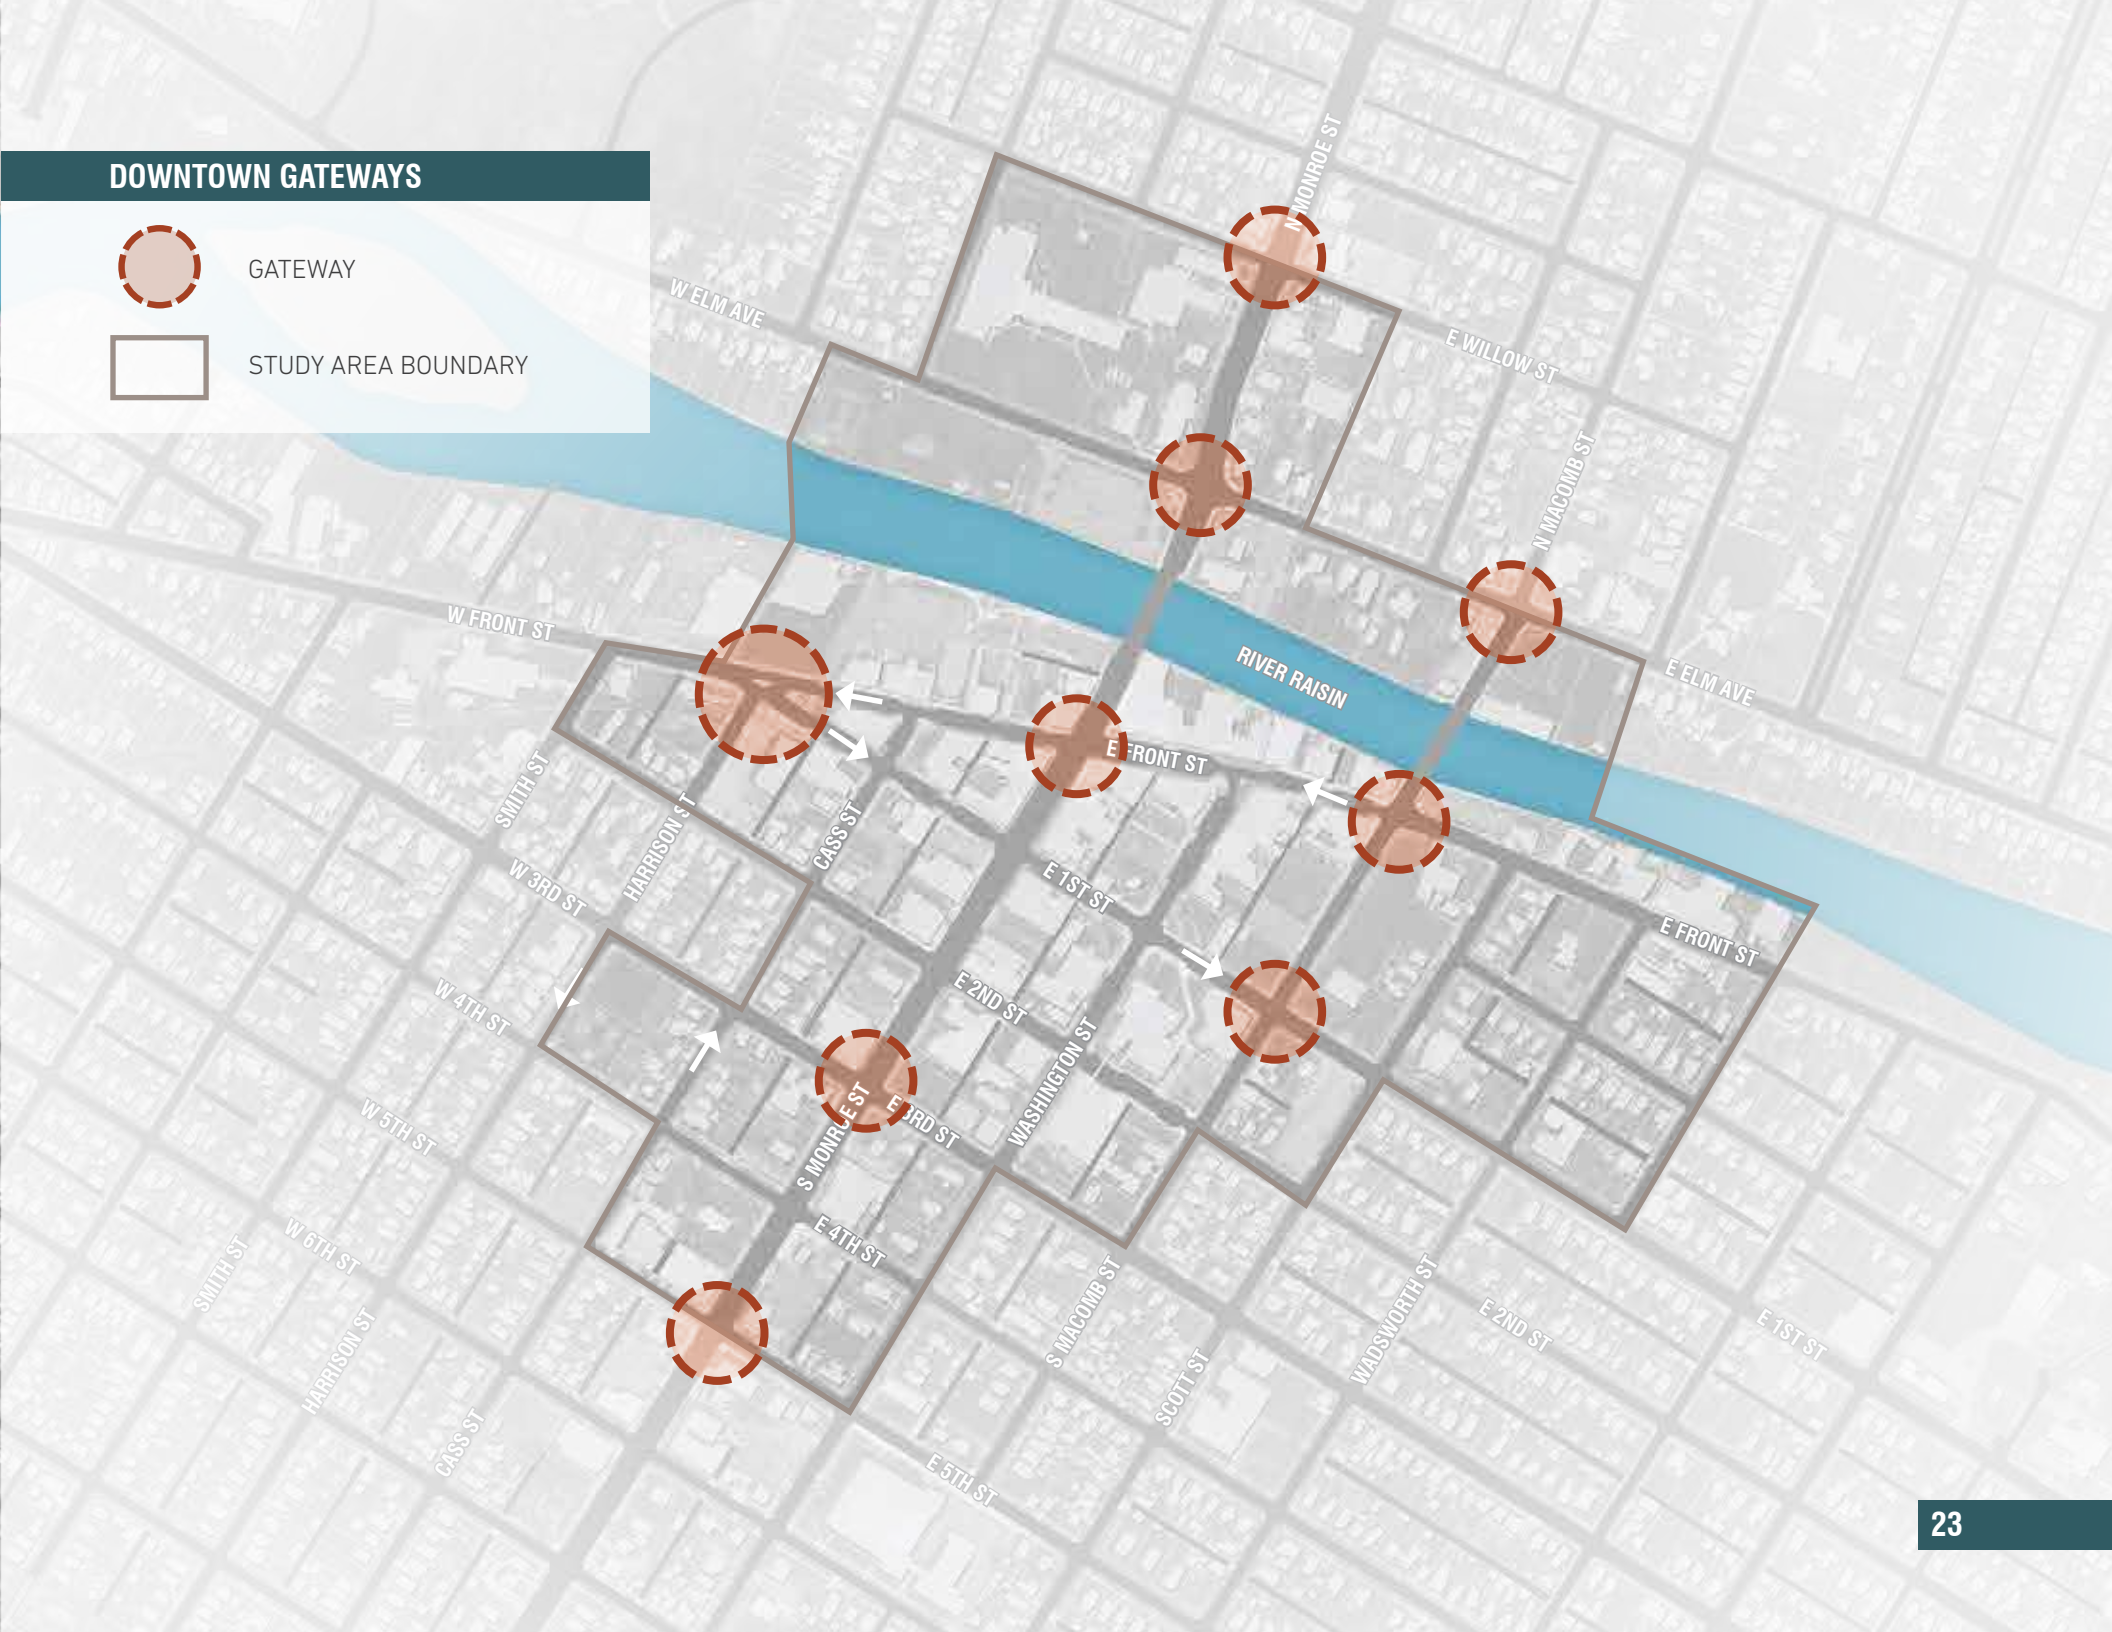 DOWNTOWN GATEWAYS
GATEWAY
STUDY AREA BOUNDARY
N MONROE ST
W ELM AVE
E WILLOW ST
N MACOMB ST
W FRONT ST
RIVER RAISIN
E ELM AVE
E FRONT ST
SMITH ST
HARRISON ST
CASS ST
W 3RD ST
E 1ST ST
E FRONT ST
W 4TH ST
E 2ND ST
WASHINGTON ST
W 5TH ST
S MONROE ST
E 3RD ST
W 6TH ST
SMITH ST
E 4TH ST
HARRISON ST
CASS ST
S MACOMB ST
SCOTT ST
WADSWORTH ST
E 2ND ST
E 1ST ST
E 5TH ST
23